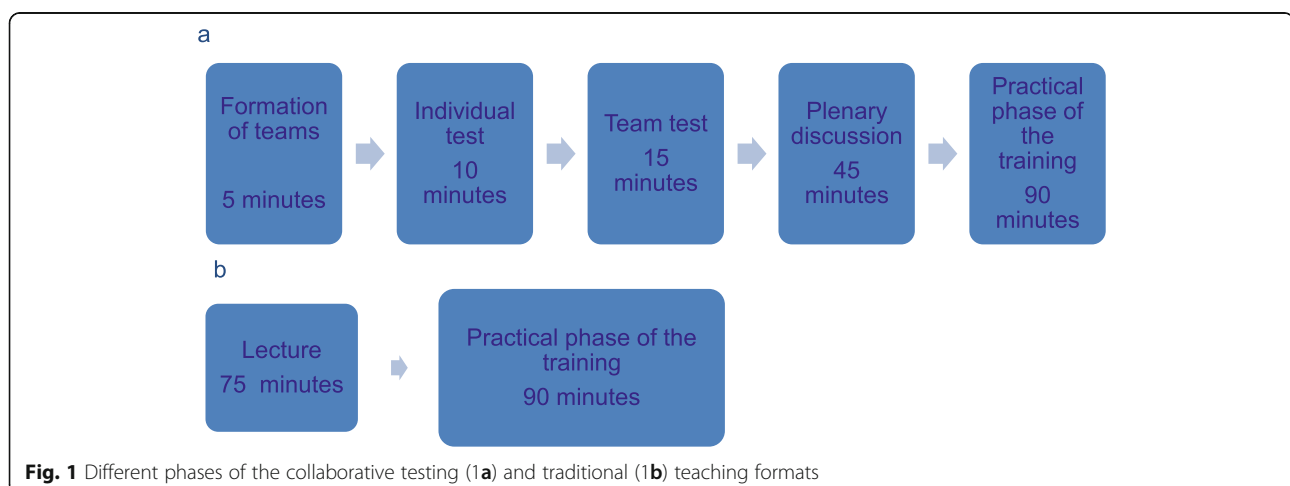 a
Formation
of teams
5 minutes
Individual
test
10
minutes
Team test
15
minutes
Plenary
discussion
45
minutes
Practical
phase of
the
training
90
minutes
b
Lecture
75 minutes
Practical phase of the
training
90 minutes
Fig. 1 Different phases of the collaborative testing (1a) and traditional (1b) teaching formats